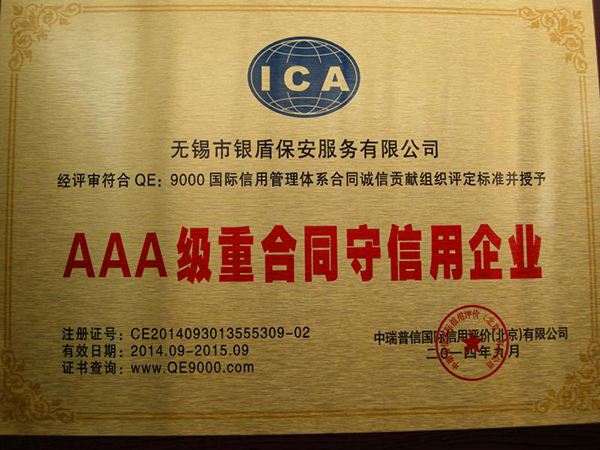 ICA
无锡市银盾保安服务有限公司
经评审符合 QE：9000 国际信用管理体系合同诚信贡献组织评定标准并授予
AAA级重合同守信用企业
注册证号：CE2014093013555309-02
有效日期：2014.09-2015.09
证书查询：www.QE9000.com
中瑞普信国际信用评价(北京)有限公司
二〇一四年九月